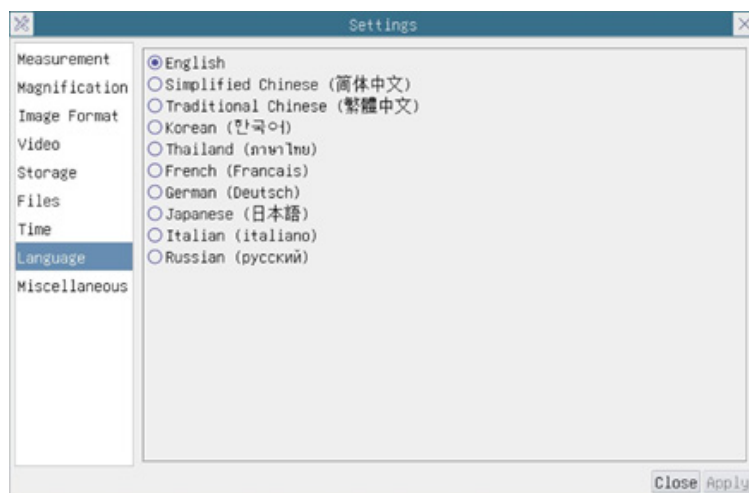 Settings
Measurement
Magnification
Image Format
Video
Storage
Files
Time
Language
Miscellaneous
English
Simplified Chinese (简体中文)
Traditional Chinese (繁體中文)
Korean (한국어)
Thailand (ภาษาไทย)
French (Francais)
German (Deutsch)
Japanese (日本語)
Italian (italiano)
Russian (русский)
Close Apply